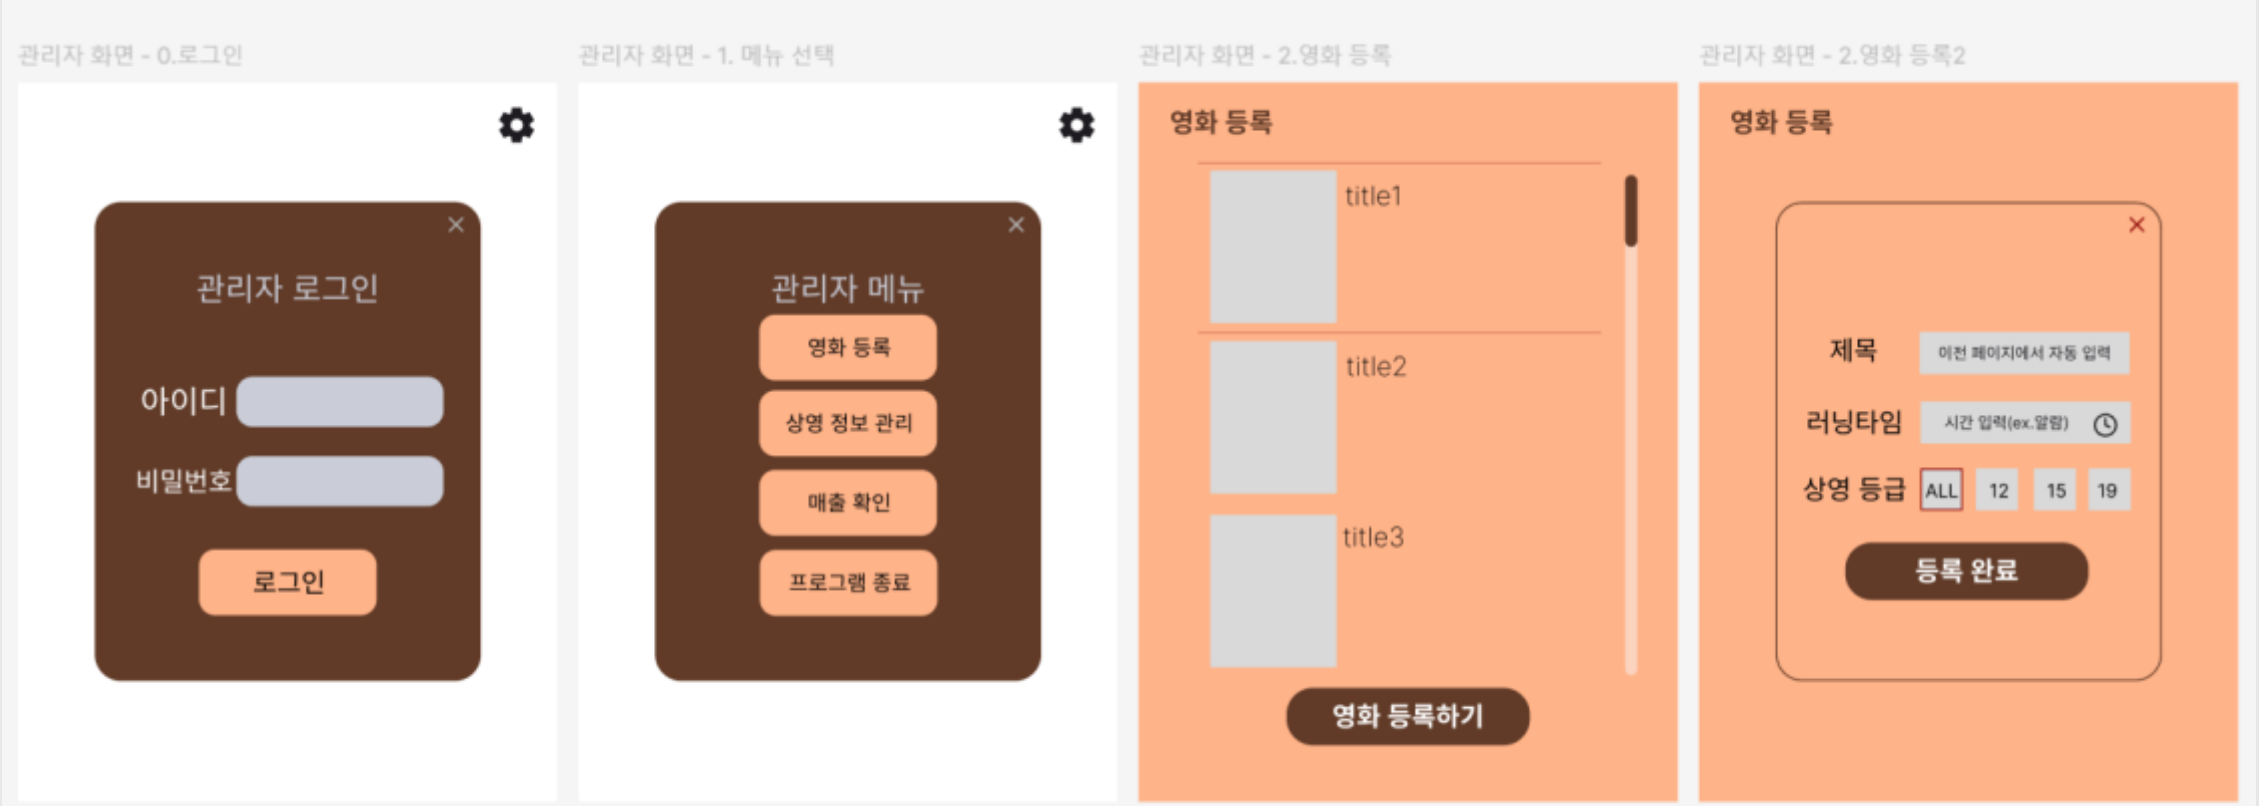 관리자 화면 - 0.로그인
관리자 로그인
아이디
비밀번호
로그인
관리자 화면 - 1. 메뉴 선택
관리자 메뉴
영화 등록
상영 정보 관리
매출 확인
프로그램 종료
관리자 화면 - 2.영화 등록
영화 등록
title1
title2
title3
영화 등록하기
관리자 화면 - 2.영화 등록2
영화 등록
제목 이전 페이지에서 자동 입력
러닝타임 시간 입력(ex.알람)
상영 등급 ALL 12 15 19
등록 완료